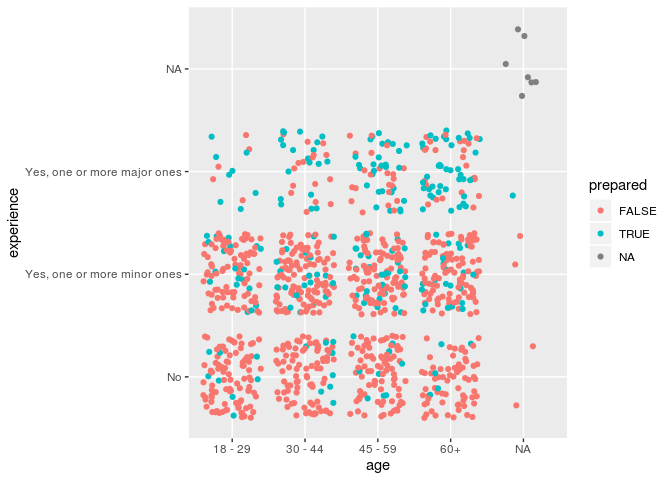 NA
Yes, one or more major ones
Yes, one or more minor ones
No
experience
18 - 29
30 - 44
45 - 59
60+
NA
age
prepared
FALSE
TRUE
NA